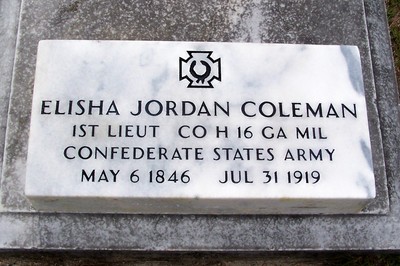 ELISHA JORDAN COLEMAN
1ST LIEUT CO H 16 GA MIL
CONFEDERATE STATES ARMY
MAY 6 1846 JUL 31 1919